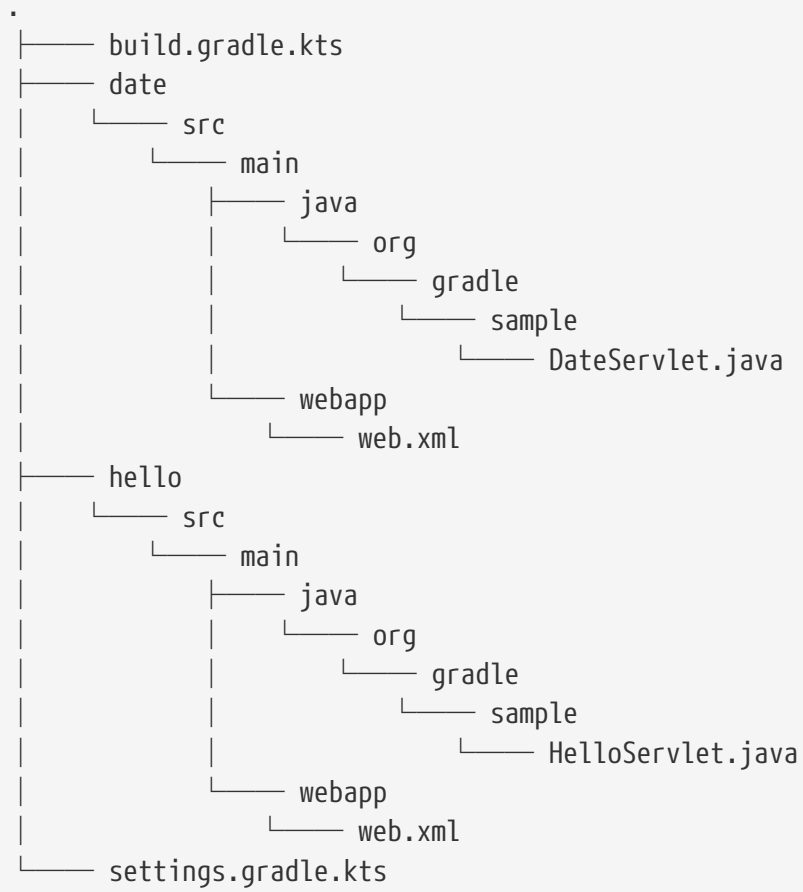 .
├── build.gradle.kts
├── date
│   └── src
│       └── main
│           ├── java
│           │   └── org
│           │       └── gradle
│           │           └── sample
│           │               └── DateServlet.java
│           └── webapp
│               └── web.xml
├── hello
│   └── src
│       └── main
│           ├── java
│           │   └── org
│           │       └── gradle
│           │           └── sample
│           │               └── HelloServlet.java
│           └── webapp
│               └── web.xml
└── settings.gradle.kts